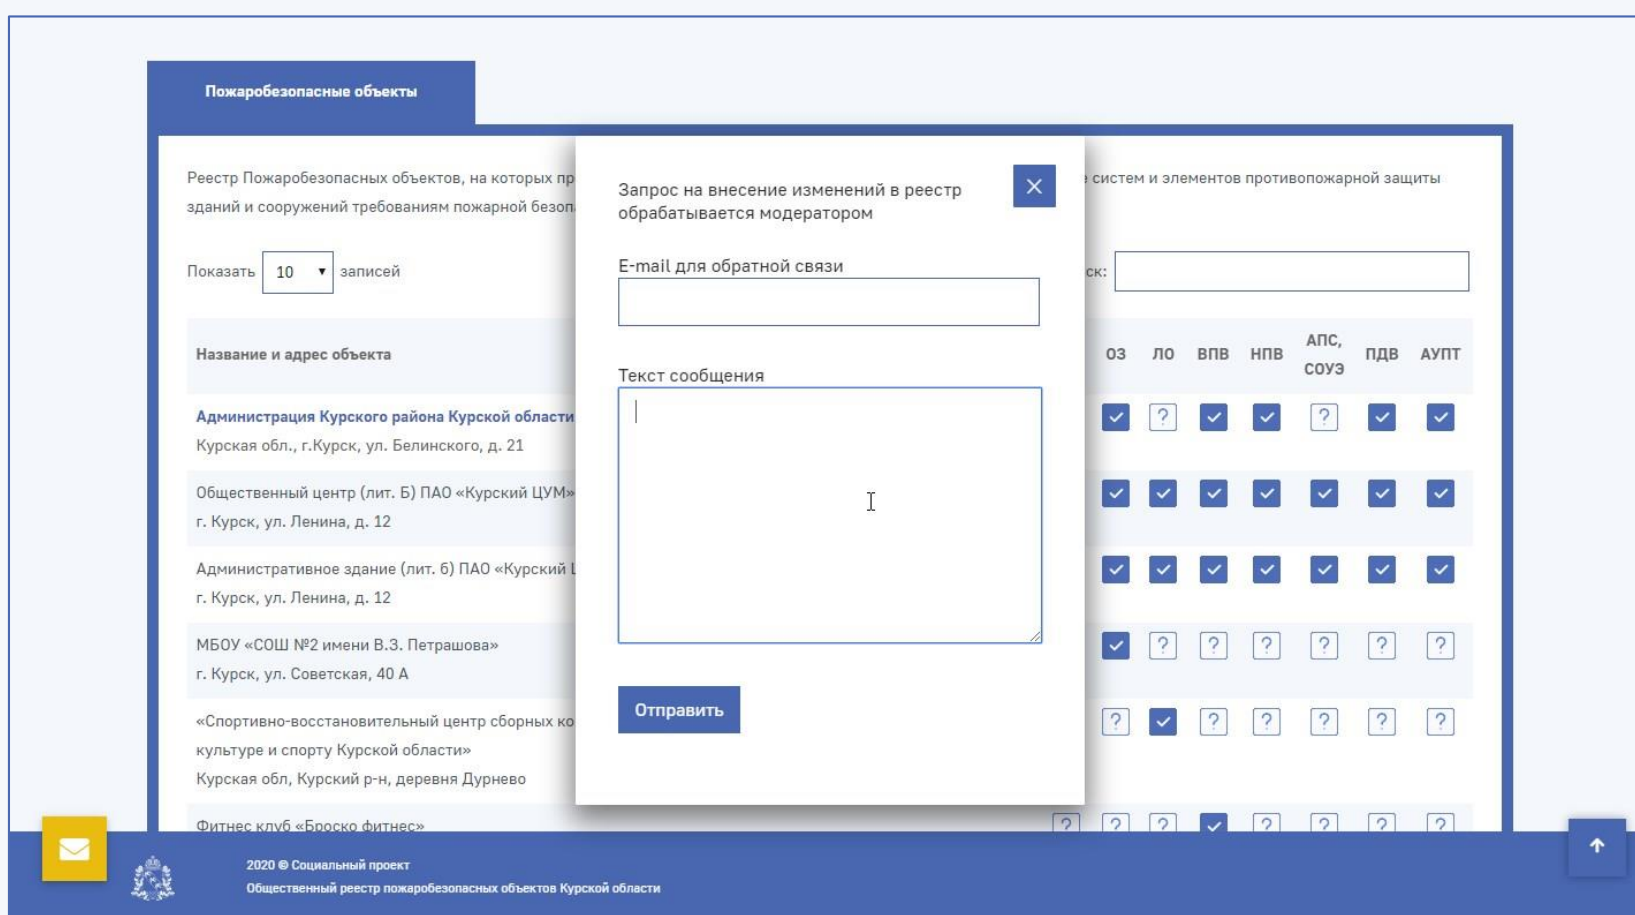 Пожаробезопасные объекты
Реестр Пожаробезопасных объектов, на которых
систем и элементов противопожарной защиты
зданий и сооружений требованиям пожарной
Показать 10 записей
Название и адрес объекта
ОЗ ЛО ВПВ НПВ АПС, СОУЭ ПДВ АУПТ
Администрация Курского района Курской области
Курская обл., г.Курск, ул. Белинского, д. 21
Общественный центр (лит. Б) ПАО «Курский ЦУМ»
г. Курск, ул. Ленина, д. 12
Административное здание (лит. б) ПАО «Курский
г. Курск, ул. Ленина, д. 12
МБОУ «СОШ №2 имени В.З. Петрашова»
г. Курск, ул. Советская, 40 А
«Спортивно-восстановительный центр сборных
культуре и спорту Курской области»
Курская обл, Курский р-н, деревня Дурнево
Фитнес клуб «Броско фитнес»
Запрос на внесение изменений в реестр
обрабатывается модератором
E-mail для обратной связи
Текст сообщения
Отправить
2020 © Социальный проект
Общественный реестр пожаробезопасных объектов Курской области